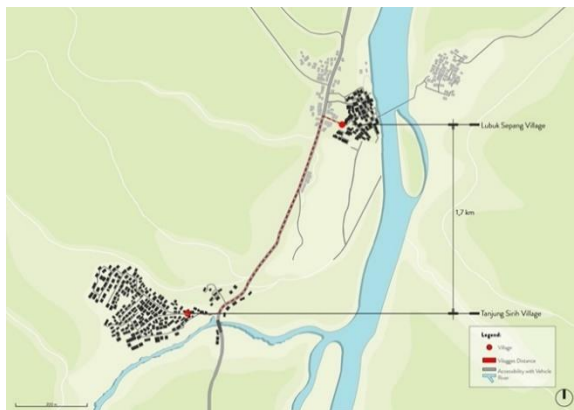 Lubuk Sepang Village
1,7 km
Tanjung Sirih Village
Legend:
Village
Villages Distance
Accessibility with Vehicle
River